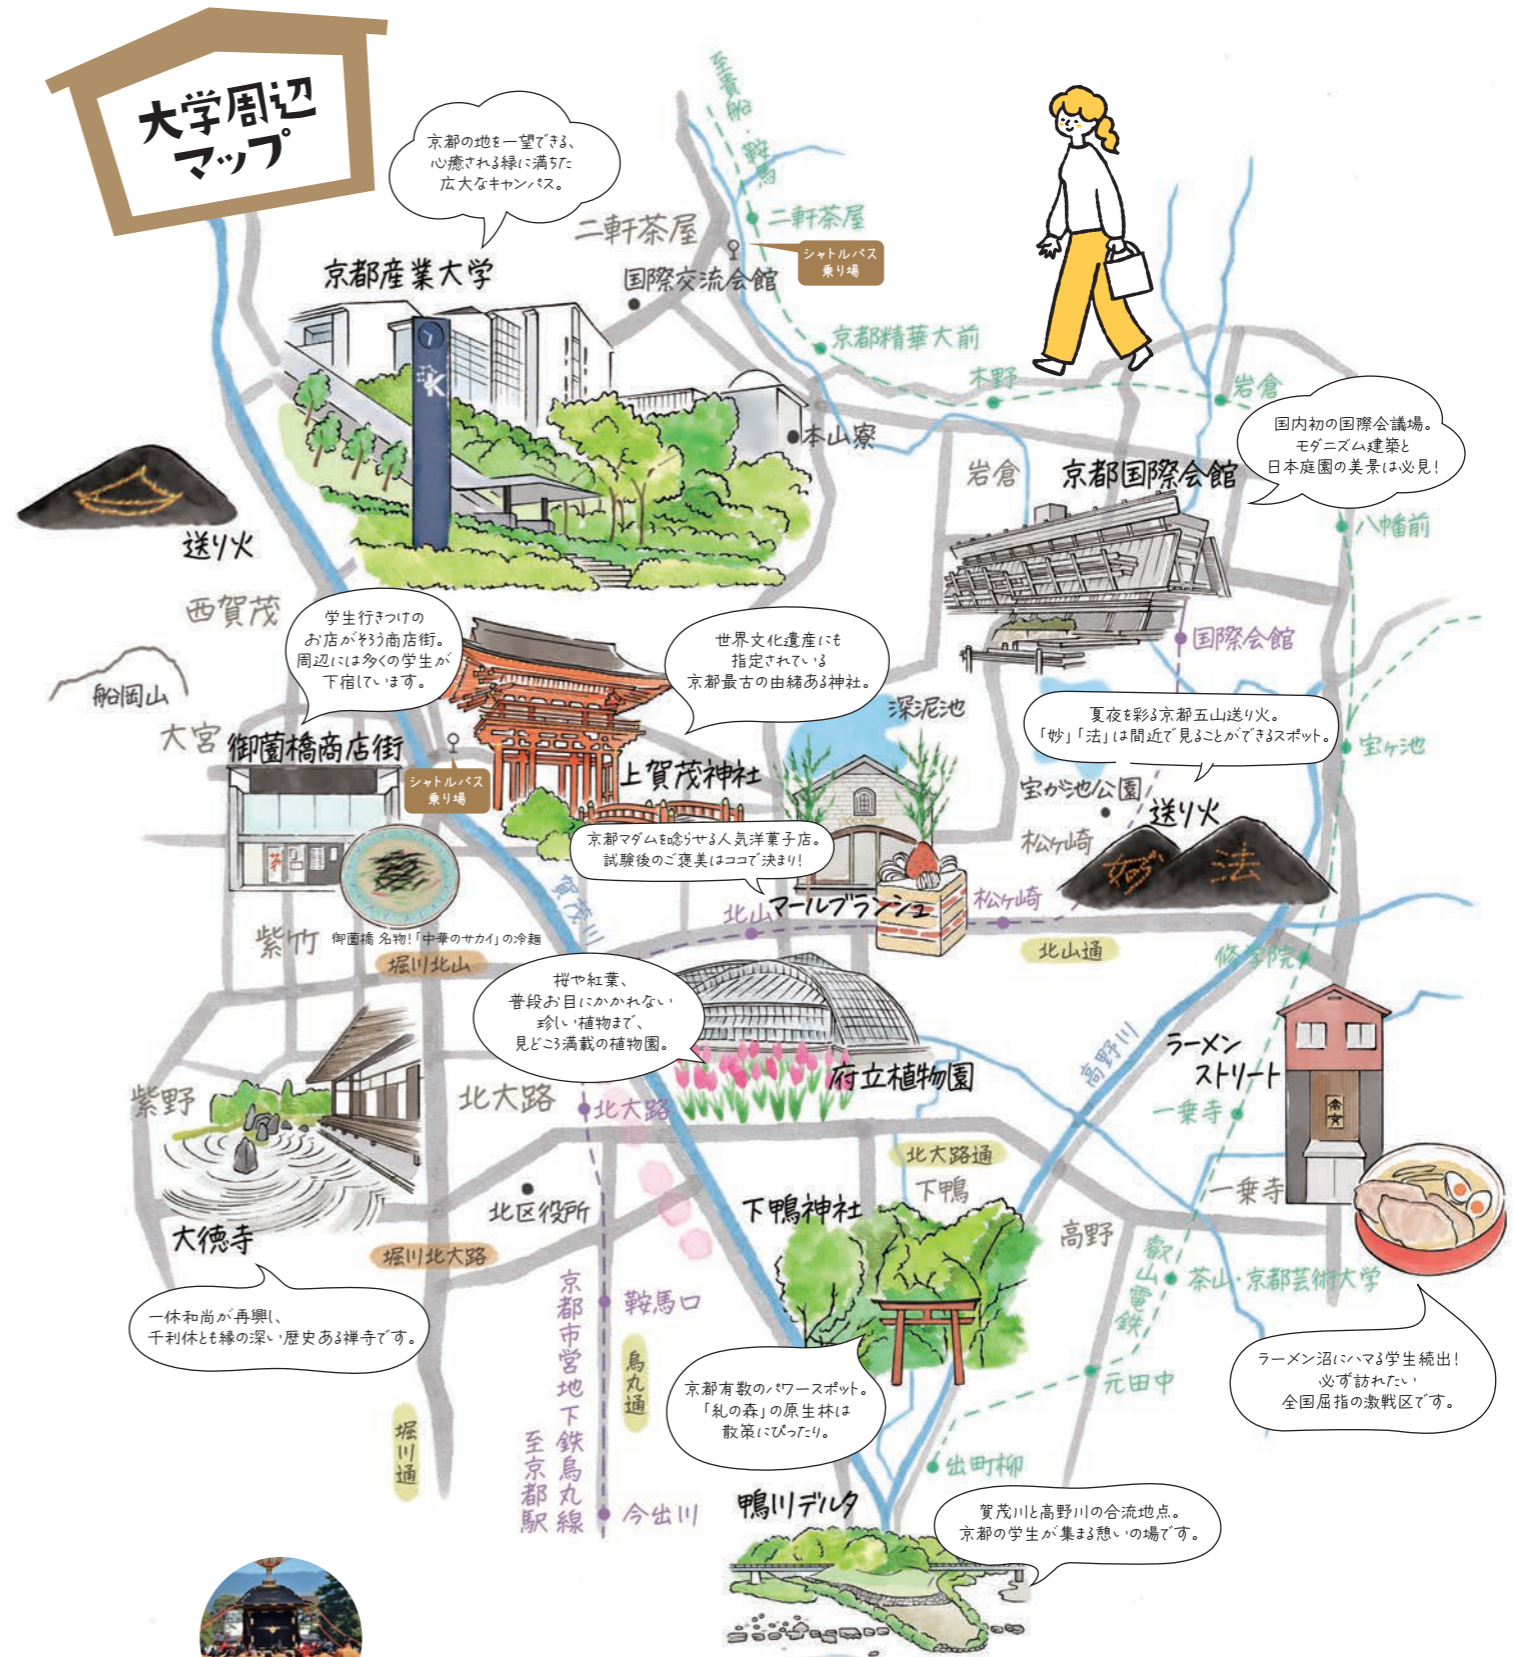 大学周辺
マップ
京都の地を一望できる、
心癒される緑に満ちた
広大なキャンパス。
至貴船・鞍馬
二軒茶屋
二軒茶屋
シャトルバス
乗り場
国際交流会館
京都産業大学
K
京都精華大前
木野
岩倉
本山寮
国内初の国際会議場。
モダニズム建築と
日本庭園の美景は必見!
岩倉
京都国際会館
八幡前
送り火
西賀茂
学生行きつけの
お店がそろう商店街。
周辺には多くの学生が
下宿しています。
世界文化遺産にも
指定されている
京都最古の由緒ある神社。
国際会館
船岡山
深泥池
夏夜を彩る京都五山送り火。
「妙」「法」は間近で見ることができるスポット。
宝ヶ池
大宮
御薗橋商店街
シャトルバス
乗り場
上賀茂神社
宝が池公園
送り火
京都マダムを唸らせる人気洋菓子店。
試験後のご褒美はココで決まり!
松ヶ崎
妙
法
賀茂川
北山
マールブランシュ
松ヶ崎
紫竹
御薗橋 名物!「中華のサカイ」の冷麺
堀川北山
北山通
修学院
桜や紅葉、
普段お目にかかれない
珍しい植物まで、
見どころ満載の植物園。
高野川
ラーメン
ストリート
府立植物園
紫野
北大路
北大路
一乗寺
北大路通
下鴨
一乗寺
北区役所
下鴨神社
高野
大徳寺
堀川北大路
叡山電鉄
茶山・京都芸術大学
一休和尚が再興し、
千利休とも縁の深い歴史ある禅寺です。
京都市営地下鉄烏丸線
至京都駅
鞍馬口
烏丸通
ラーメン沼にハマる学生続出!
必ず訪れたい
全国屈指の激戦区です。
京都有数のパワースポット。
「糺の森」の原生林は
散策にぴったり。
元田中
堀川通
出町柳
今出川
鴨川デルタ
賀茂川と高野川の合流地点。
京都の学生が集まる憩いの場です。